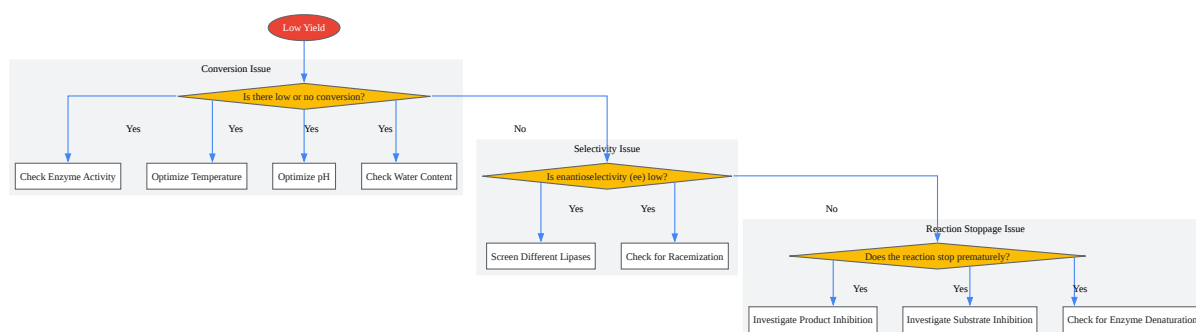 Low Yield
Conversion Issue
Is there low or no conversion?
Yes
Yes
Yes
Yes
No
Check Enzyme Activity
Optimize Temperature
Optimize pH
Check Water Content
Selectivity Issue
Is enantioselectivity (ee) low?
Yes
Yes
No
Screen Different Lipases
Check for Racemization
Reaction Stoppage Issue
Does the reaction stop prematurely?
Yes
Yes
Yes
Investigate Product Inhibition
Investigate Substrate Inhibition
Check for Enzyme Denaturation